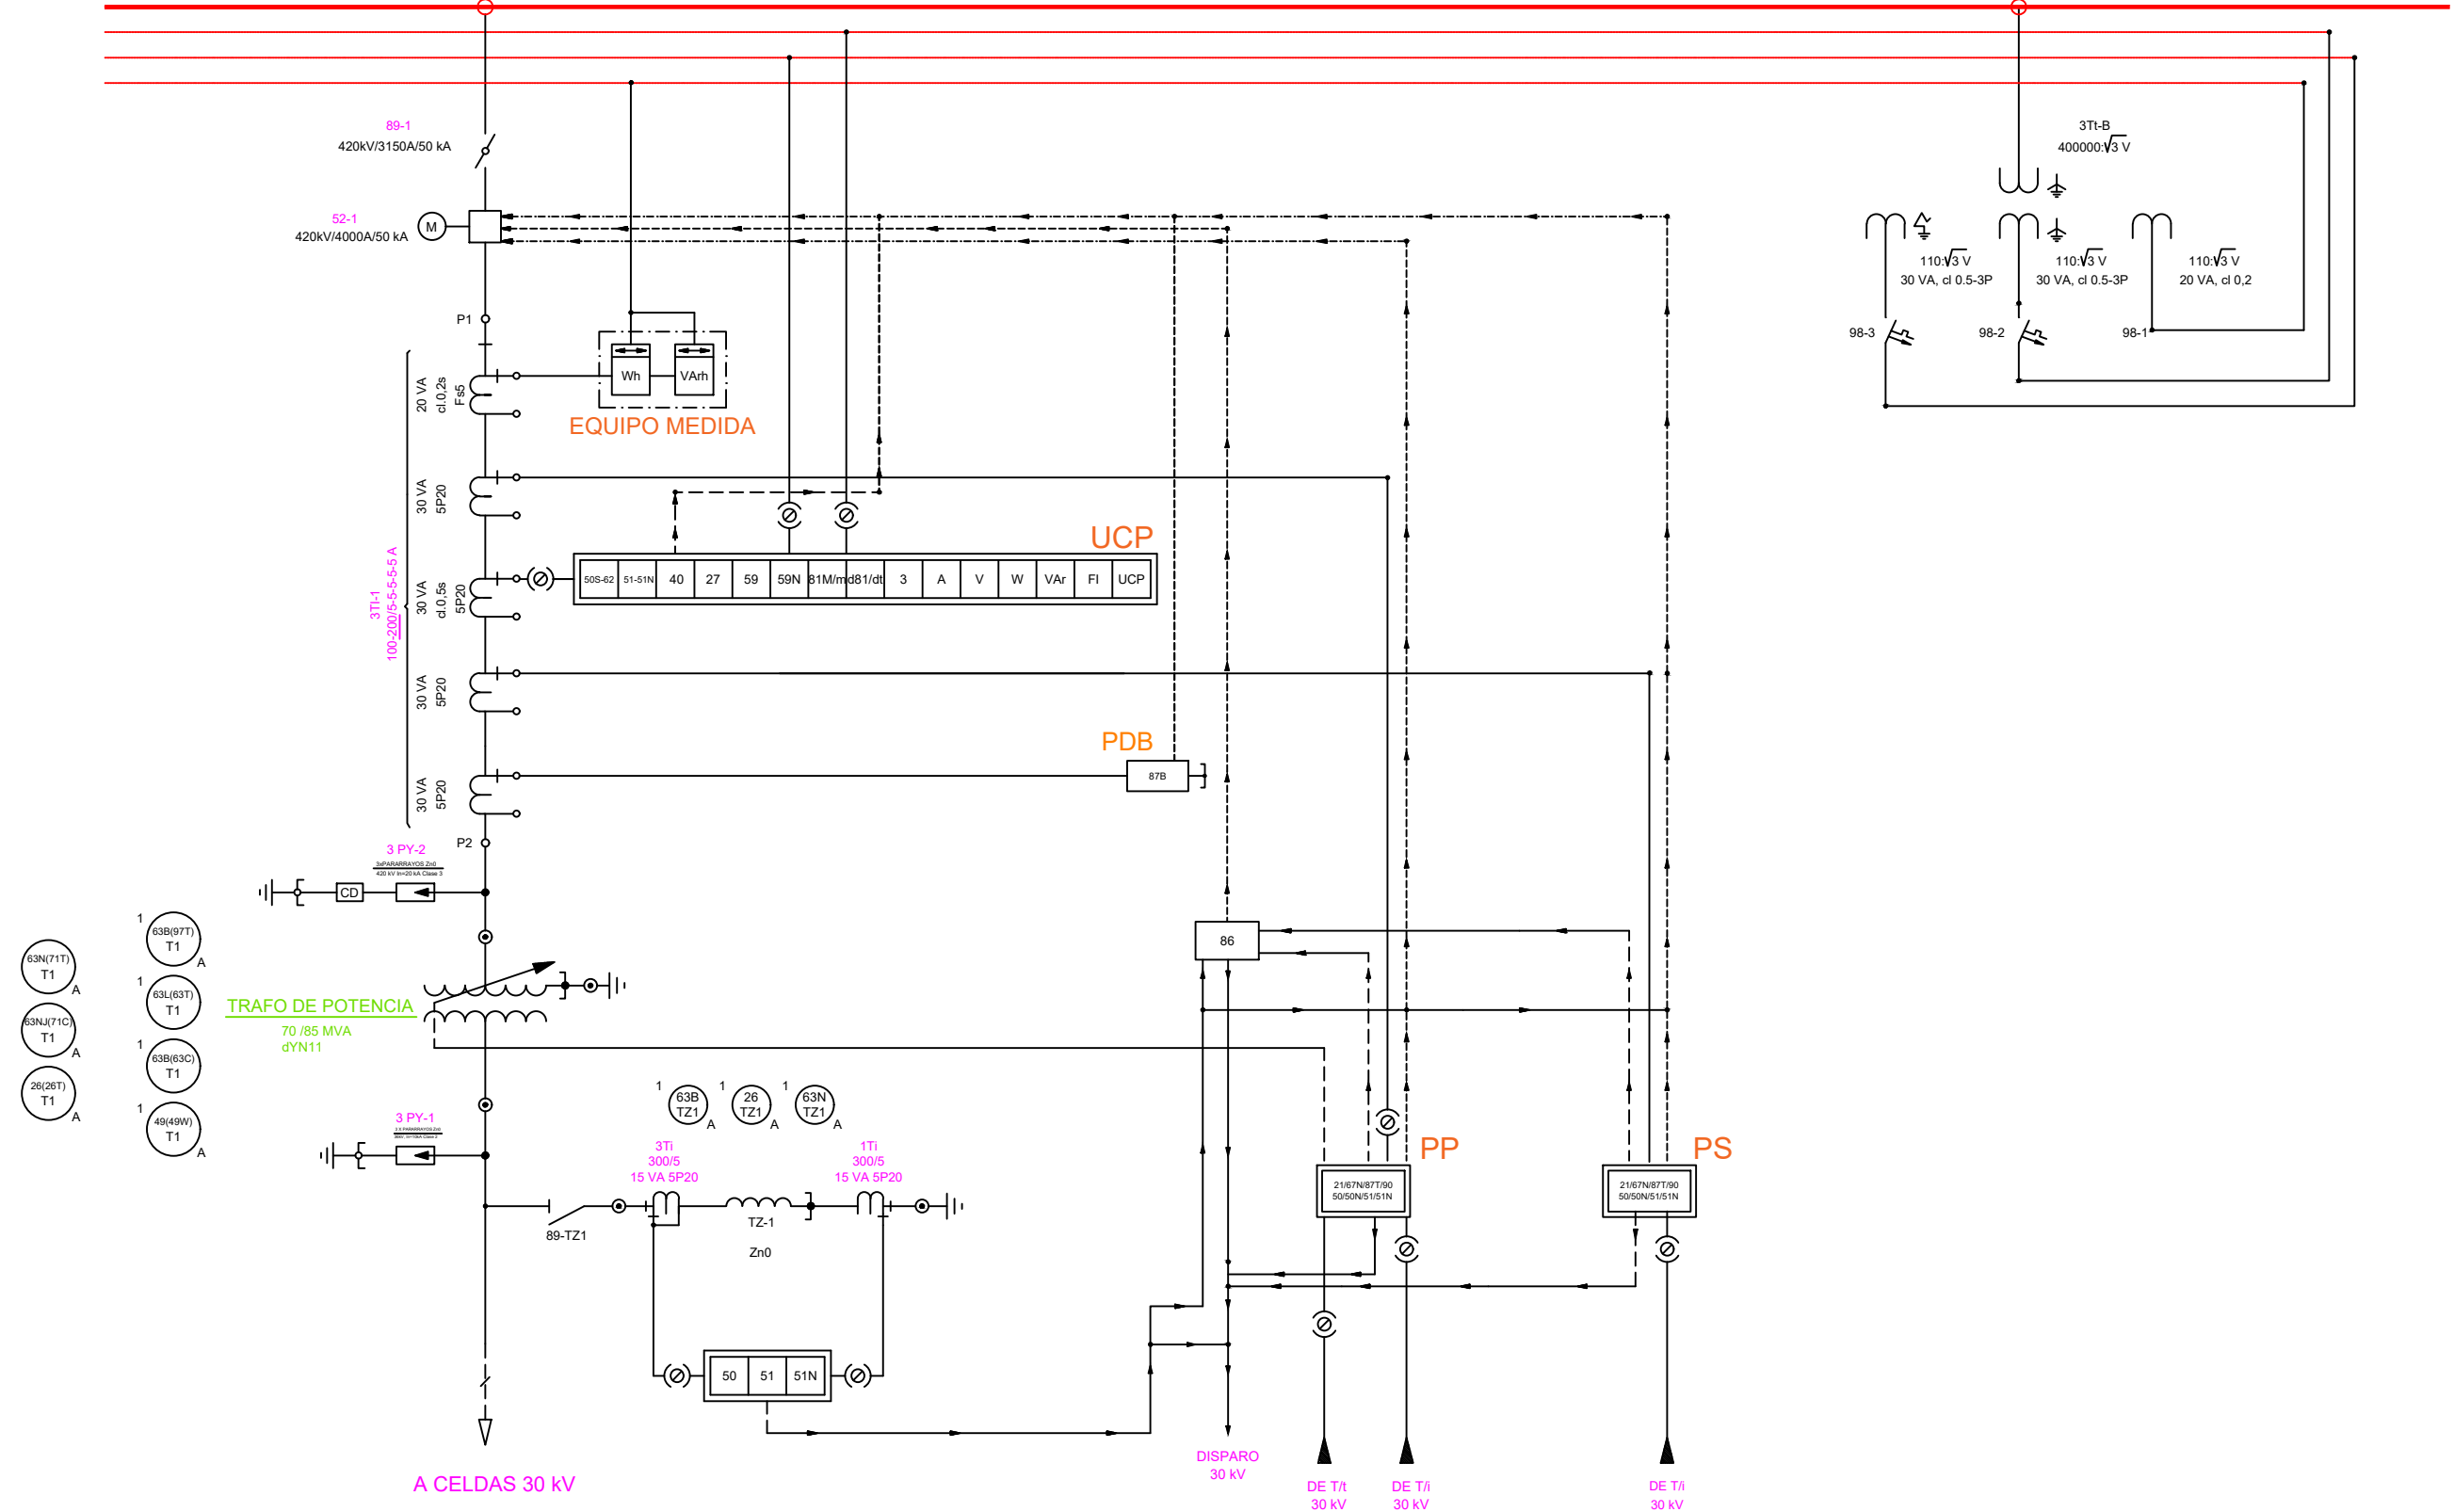 89-1
420kV/3150A/50 kA
52-1
420kV/4000A/50 kA
M
P1
3Tt-B
400000:√3 V
110:√3 V
30 VA, cl 0.5-3P
110:√3 V
30 VA, cl 0.5-3P
110:√3 V
20 VA, cl 0,2
98-3
98-2
98-1
Wh
VArh
EQUIPO MEDIDA
20 VA
cl.0,2s
Fs5
30 VA
5P20
3TI-1
100-200/5-5-5-5-5 A
30 VA
cl.0,5s
5P20
30 VA
5P20
30 VA
5P20
UCP
50S-62
51-51N
40
27
59
59N
81M/m
d81/dt
3
A
V
W
VAr
FI
UCP
PDB
87B
P2
3 PY-2
3xPARARRAYOS Zn0
420 kV In=20 kA Clase 3
CD
86
1
63B(97T)
T1
A
63N(71T)
T1
A
1
63L(63T)
T1
63NJ(71C)
T1
A
1
63B(63C)
T1
26(26T)
T1
A
1
49(49W)
T1
A
TRAFO DE POTENCIA
70 /85 MVA
dYN11
3 PY-1
1
63B
TZ1
A
1
26
TZ1
A
1
63N
TZ1
A
3Ti
300/5
15 VA 5P20
1Ti
300/5
15 VA 5P20
89-TZ1
TZ-1
Zn0
PP
21/67N/87T/90
50/50N/51/51N
PS
21/67N/87T/90
50/50N/51/51N
50
51
51N
A CELDAS 30 kV
DISPARO
30 kV
DE T/t
30 kV
DE T/i
30 kV
DE T/i
30 kV